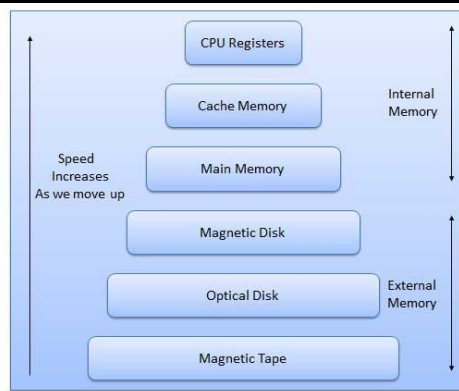 CPU Registers
Cache Memory
Main Memory
Magnetic Disk
Optical Disk
Magnetic Tape
Speed
Increases
As we move up
Internal
Memory
External
Memory